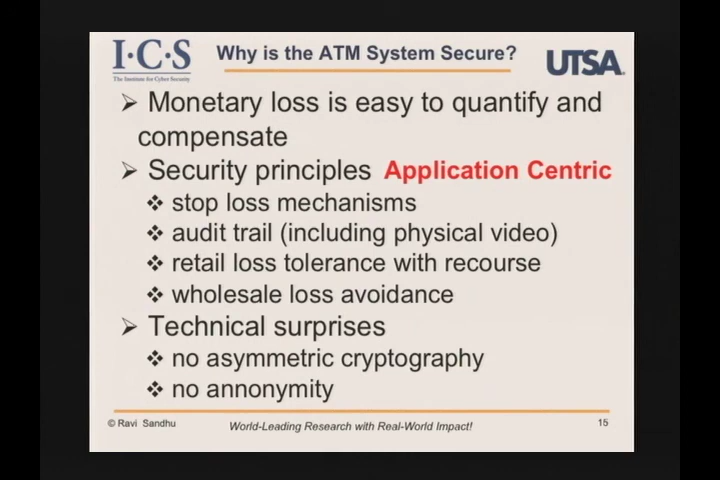 I·C·S
The Institute for Cyber Security
Why is the ATM System Secure?
UTSA
➢ Monetary loss is easy to quantify and
compensate
➢ Security principles Application Centric
❖ stop loss mechanisms
❖ audit trail (including physical video)
❖ retail loss tolerance with recourse
❖ wholesale loss avoidance
➢ Technical surprises
❖ no asymmetric cryptography
❖ no annonymity
© Ravi Sandhu
World-Leading Research with Real-World Impact!
15